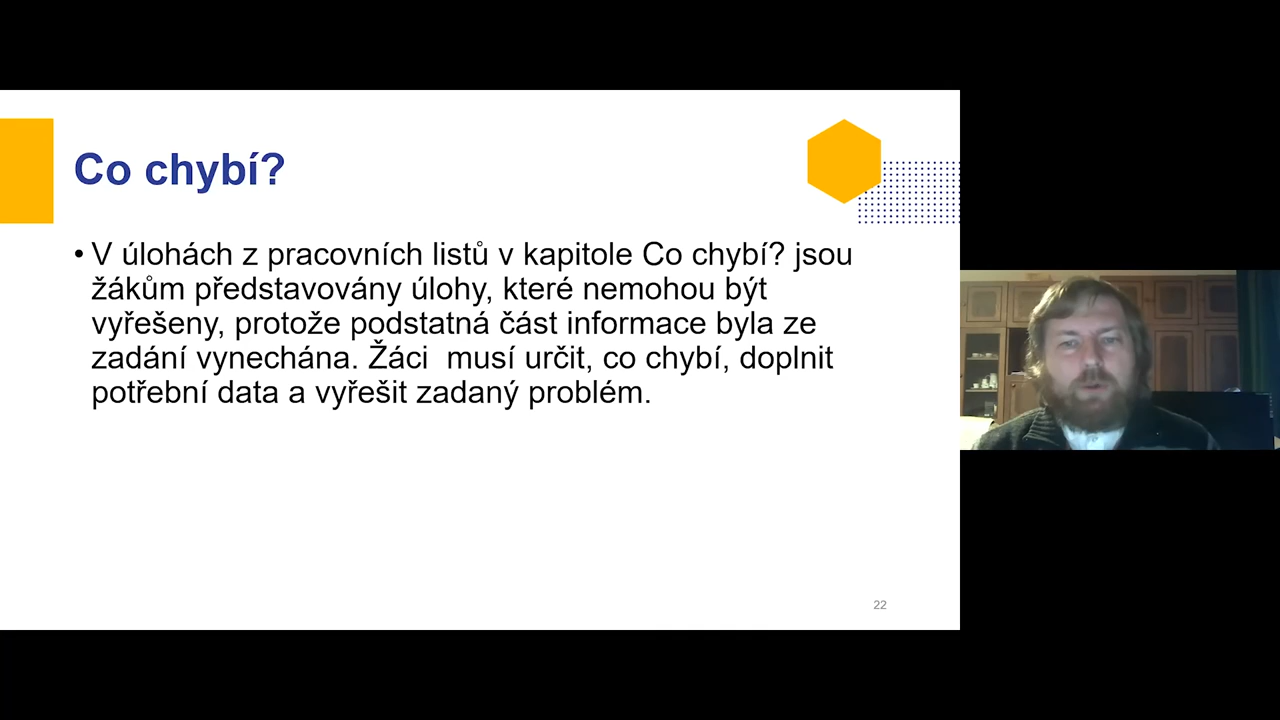 Co chybí?
• V úlohách z pracovních listů v kapitole Co chybí? jsou
žákům představovány úlohy, které nemohou být
vyřešeny, protože podstatná část informace byla ze
zadání vynechána. Žáci  musí určit, co chybí, doplnit
potřební data a vyřešit zadaný problém.
22